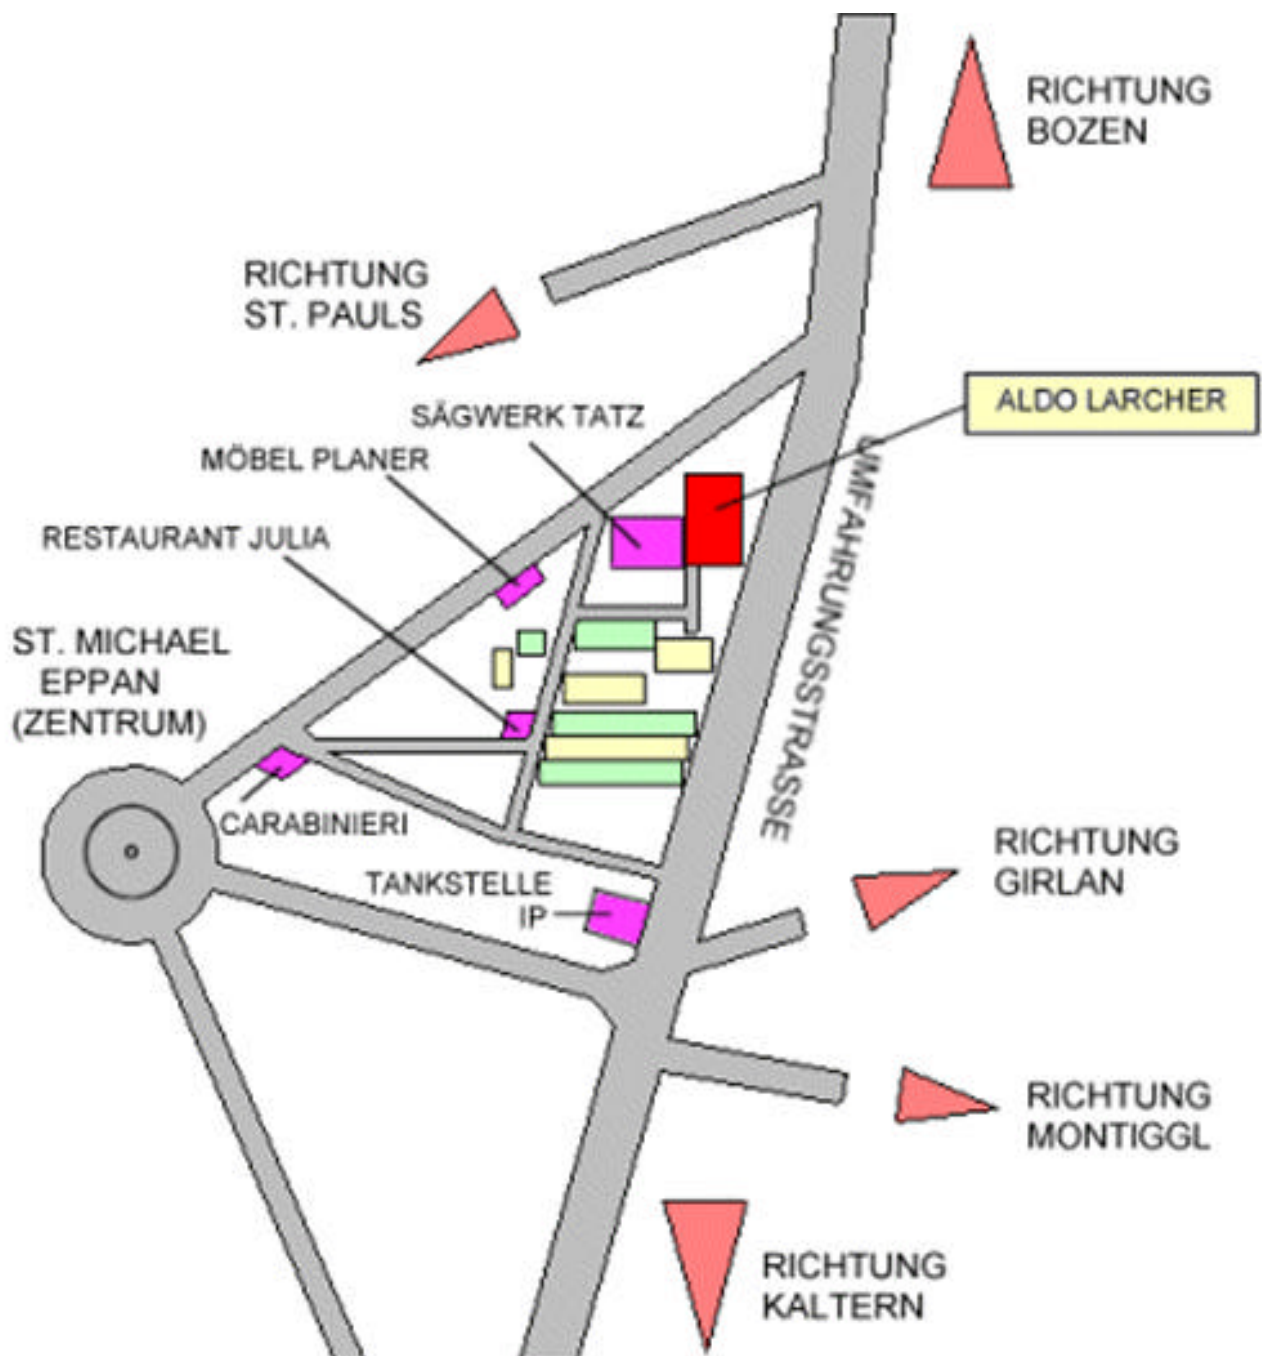 RICHTUNG
BOZEN
RICHTUNG
ST. PAULS
ALDO LARCHER
SÄGWERK TATZ
MÖBEL PLANER
RESTAURANT JULIA
UMFAHRUNGSSTRASSE
ST. MICHAEL
EPPAN
(ZENTRUM)
CARABINIERI
TANKSTELLE
IP
RICHTUNG
GIRLAN
RICHTUNG
MONTIGGL
RICHTUNG
KALTERN